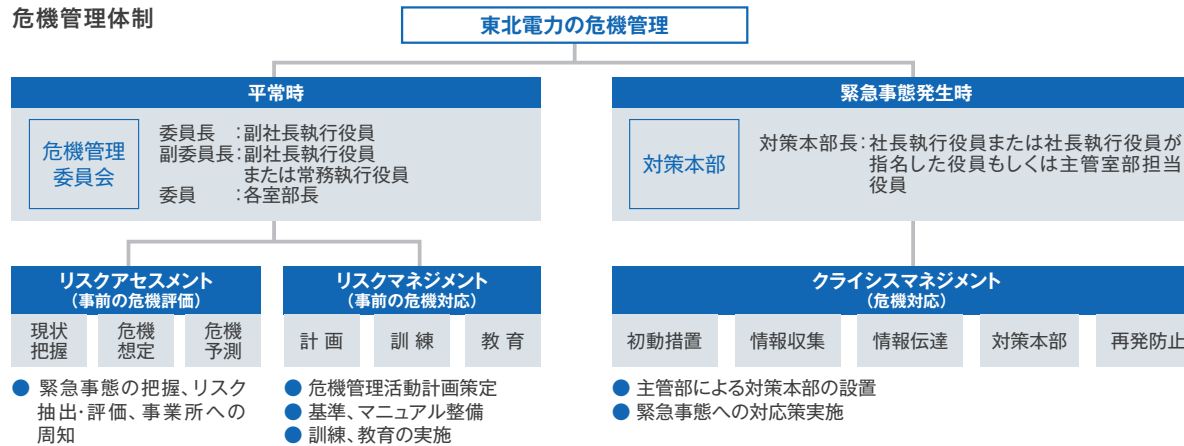 危機管理体制
東北電力の危機管理
平常時
危機管理
委員会
委員長　：副社長執行役員
副委員長：副社長執行役員
または常務執行役員
委員　　：各室部長
緊急事態発生時
対策本部
対策本部長：社長執行役員または社長執行役員が
指名した役員もしくは主管室部担当
役員
リスクアセスメント
（事前の危機評価）
現状
把握
危機
想定
危機
予測
● 緊急事態の把握、リスク
抽出・評価、事業所への
周知
リスクマネジメント
（事前の危機対応）
計 画
訓 練
教 育
● 危機管理活動計画策定
● 基準、マニュアル整備
● 訓練、教育の実施
クライシスマネジメント
（危機対応）
初動措置
情報収集
情報伝達
対策本部
再発防止
● 主管部による対策本部の設置
● 緊急事態への対応策実施